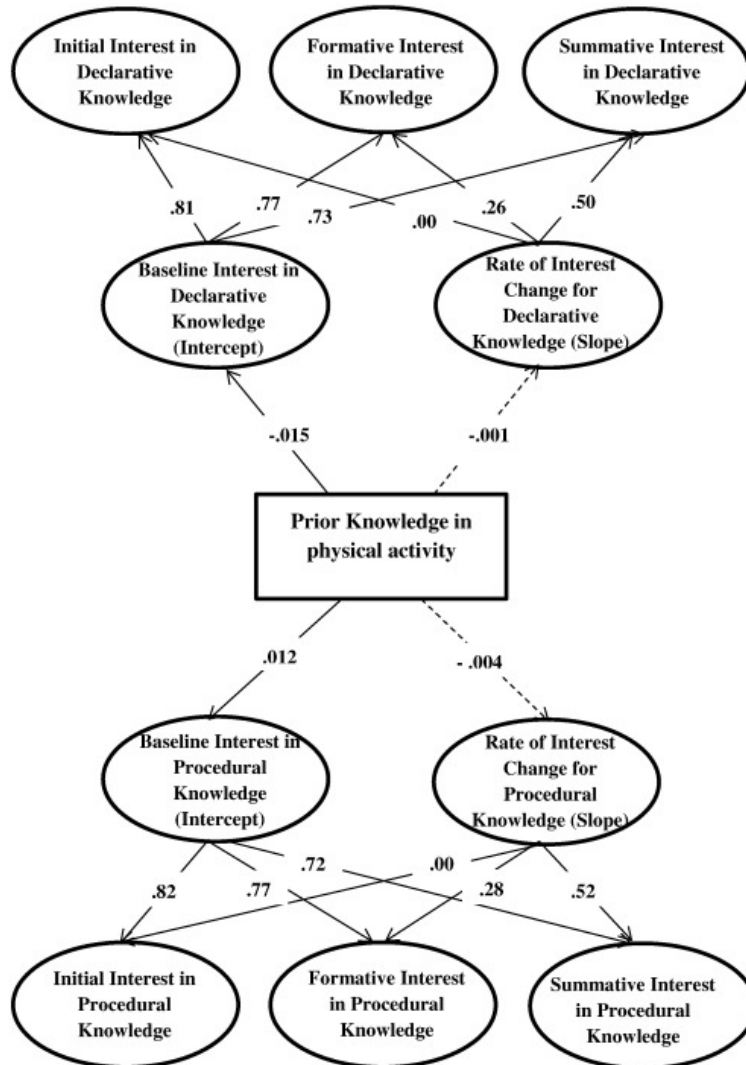 Initial Interest in
Declarative
Knowledge
Formative Interest
in Declarative
Knowledge
Summative Interest
in Declarative
Knowledge
.81
.77
.73
.00
.26
.50
Baseline Interest in
Declarative
Knowledge
(Intercept)
Rate of Interest
Change for
Declarative
Knowledge (Slope)
-.015
-.001
Prior Knowledge in
physical activity
.012
- .004
Baseline Interest in
Procedural
Knowledge
(Intercept)
Rate of Interest
Change for
Procedural
Knowledge (Slope)
.82
.77
.72
.00
.28
.52
Initial Interest in
Procedural
Knowledge
Formative Interest
in Procedural
Knowledge
Summative Interest
in Procedural
Knowledge